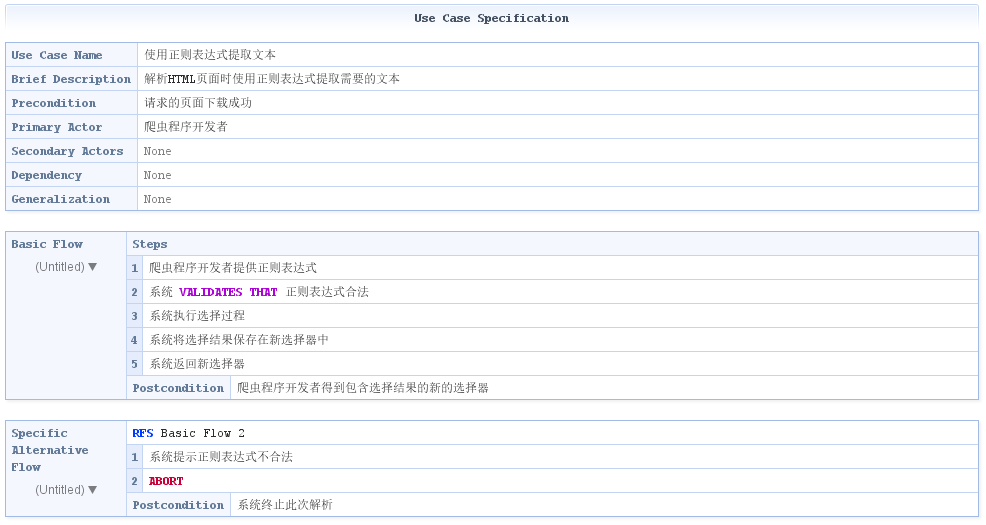 Use Case Specification
Use Case Name 使用正则表达式提取文本
Brief Description 解析HTML页面时使用正则表达式提取需要的文本
Precondition 请求的页面下载成功
Primary Actor 爬虫程序开发者
Secondary Actors None
Dependency None
Generalization None
Basic Flow Steps
(Untitled) ▼
1 爬虫程序开发者提供正则表达式
2 系统 VALIDATES THAT 正则表达式合法
3 系统执行选择过程
4 系统将选择结果保存在新选择器中
5 系统返回新选择器
Postcondition 爬虫程序开发者得到包含选择结果的新的选择器
Specific
Alternative
Flow
(Untitled) ▼
RFS Basic Flow 2
1 系统提示正则表达式不合法
2 ABORT
Postcondition 系统终止此次解析